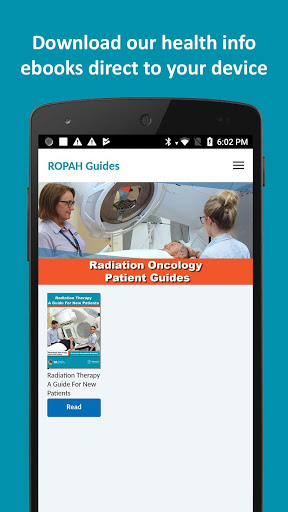 Download our health info
ebooks direct to your device
6:02 PM
ROPAH Guides
Radiation Oncology
Patient Guides
Radiation Therapy
A Guide For New Patients
Radiation Therapy
A Guide For New
Patients
Read